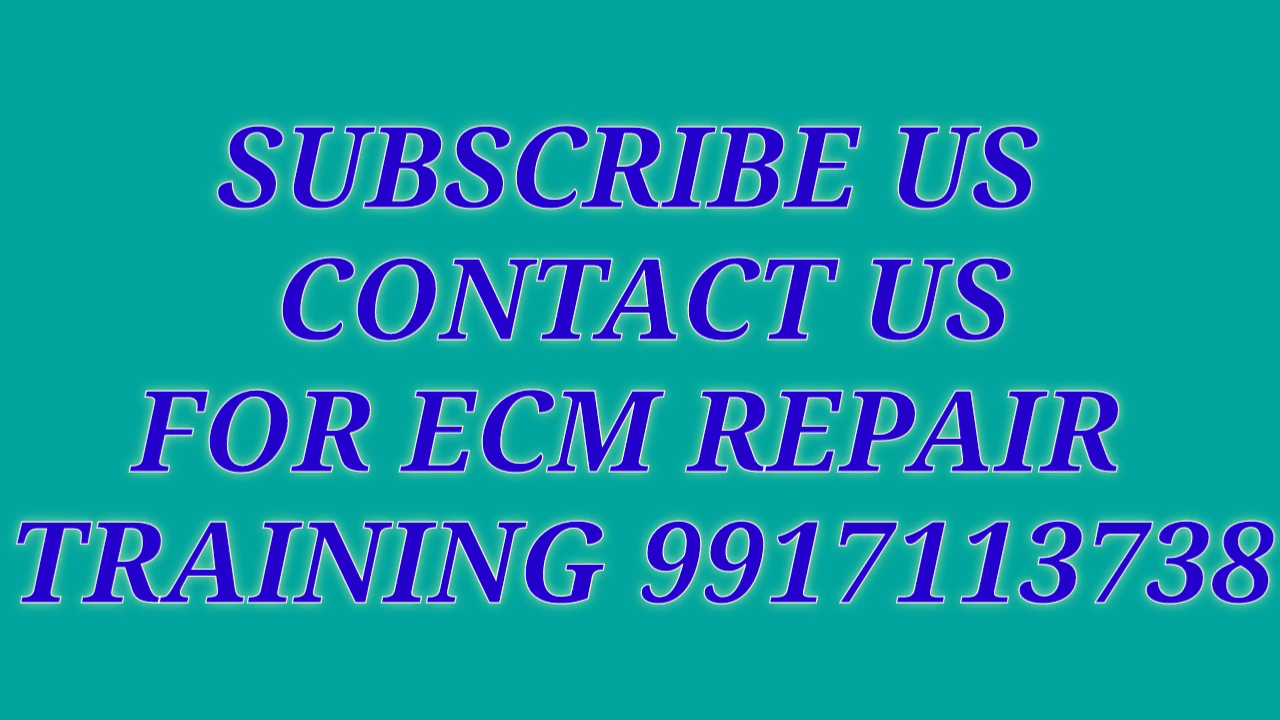 SUBSCRIBE US
CONTACT US
FOR ECM REPAIR
TRAINING 9917113738